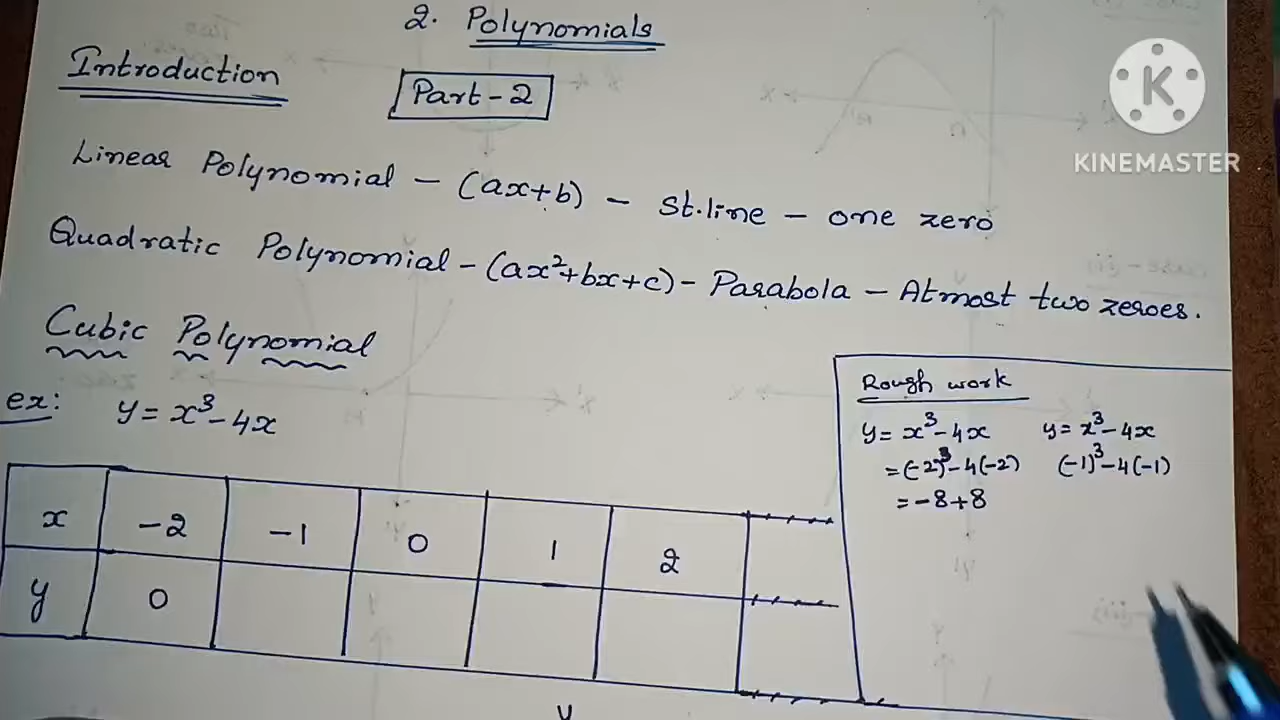 2. Polynomials
Introduction
Part-2
K
KINEMASTER
Linear Polynomial - (ax+b) - St.line - one zero
Quadratic Polynomial - (ax²+bx+c) - Parabola - Atmost two zeroes.
Cubic Polynomial
ex: y = x³-4x
x -2 -1 0 1 2
y 0
Rough work
y = x³-4x y = x³-4x
= (-2)³-4(-2) (-1)³-4(-1)
= -8+8
y